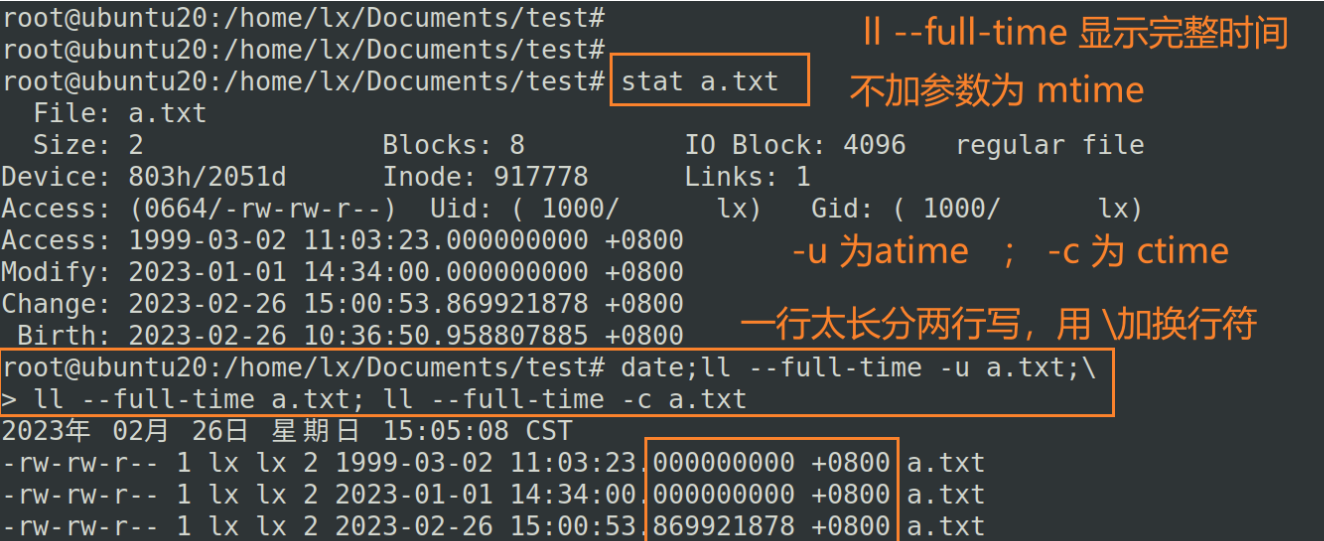 root@ubuntu20:/home/lx/Documents/test#
ll --full-time 显示完整时间
root@ubuntu20:/home/lx/Documents/test#
root@ubuntu20:/home/lx/Documents/test# stat a.txt
不加参数为 mtime
  File: a.txt
  Size: 2               Blocks: 8          IO Block: 4096   regular file
Device: 803h/2051d      Inode: 917778      Links: 1
Access: (0664/-rw-rw-r--)  Uid: ( 1000/      lx)   Gid: ( 1000/      lx)
Access: 1999-03-02 11:03:23.000000000 +0800
-u 为atime ； -c 为 ctime
Modify: 2023-01-01 14:34:00.000000000 +0800
Change: 2023-02-26 15:00:53.869921878 +0800
 Birth: 2023-02-26 10:36:50.958807885 +0800
一行太长分两行写，用 \加换行符
root@ubuntu20:/home/lx/Documents/test# date;ll --full-time -u a.txt;\
> ll --full-time a.txt; ll --full-time -c a.txt
2023年 02月 26日 星期日 15:05:08 CST
-rw-rw-r-- 1 lx lx 2 1999-03-02 11:03:23.000000000 +0800 a.txt
-rw-rw-r-- 1 lx lx 2 2023-01-01 14:34:00.000000000 +0800 a.txt
-rw-rw-r-- 1 lx lx 2 2023-02-26 15:00:53.869921878 +0800 a.txt